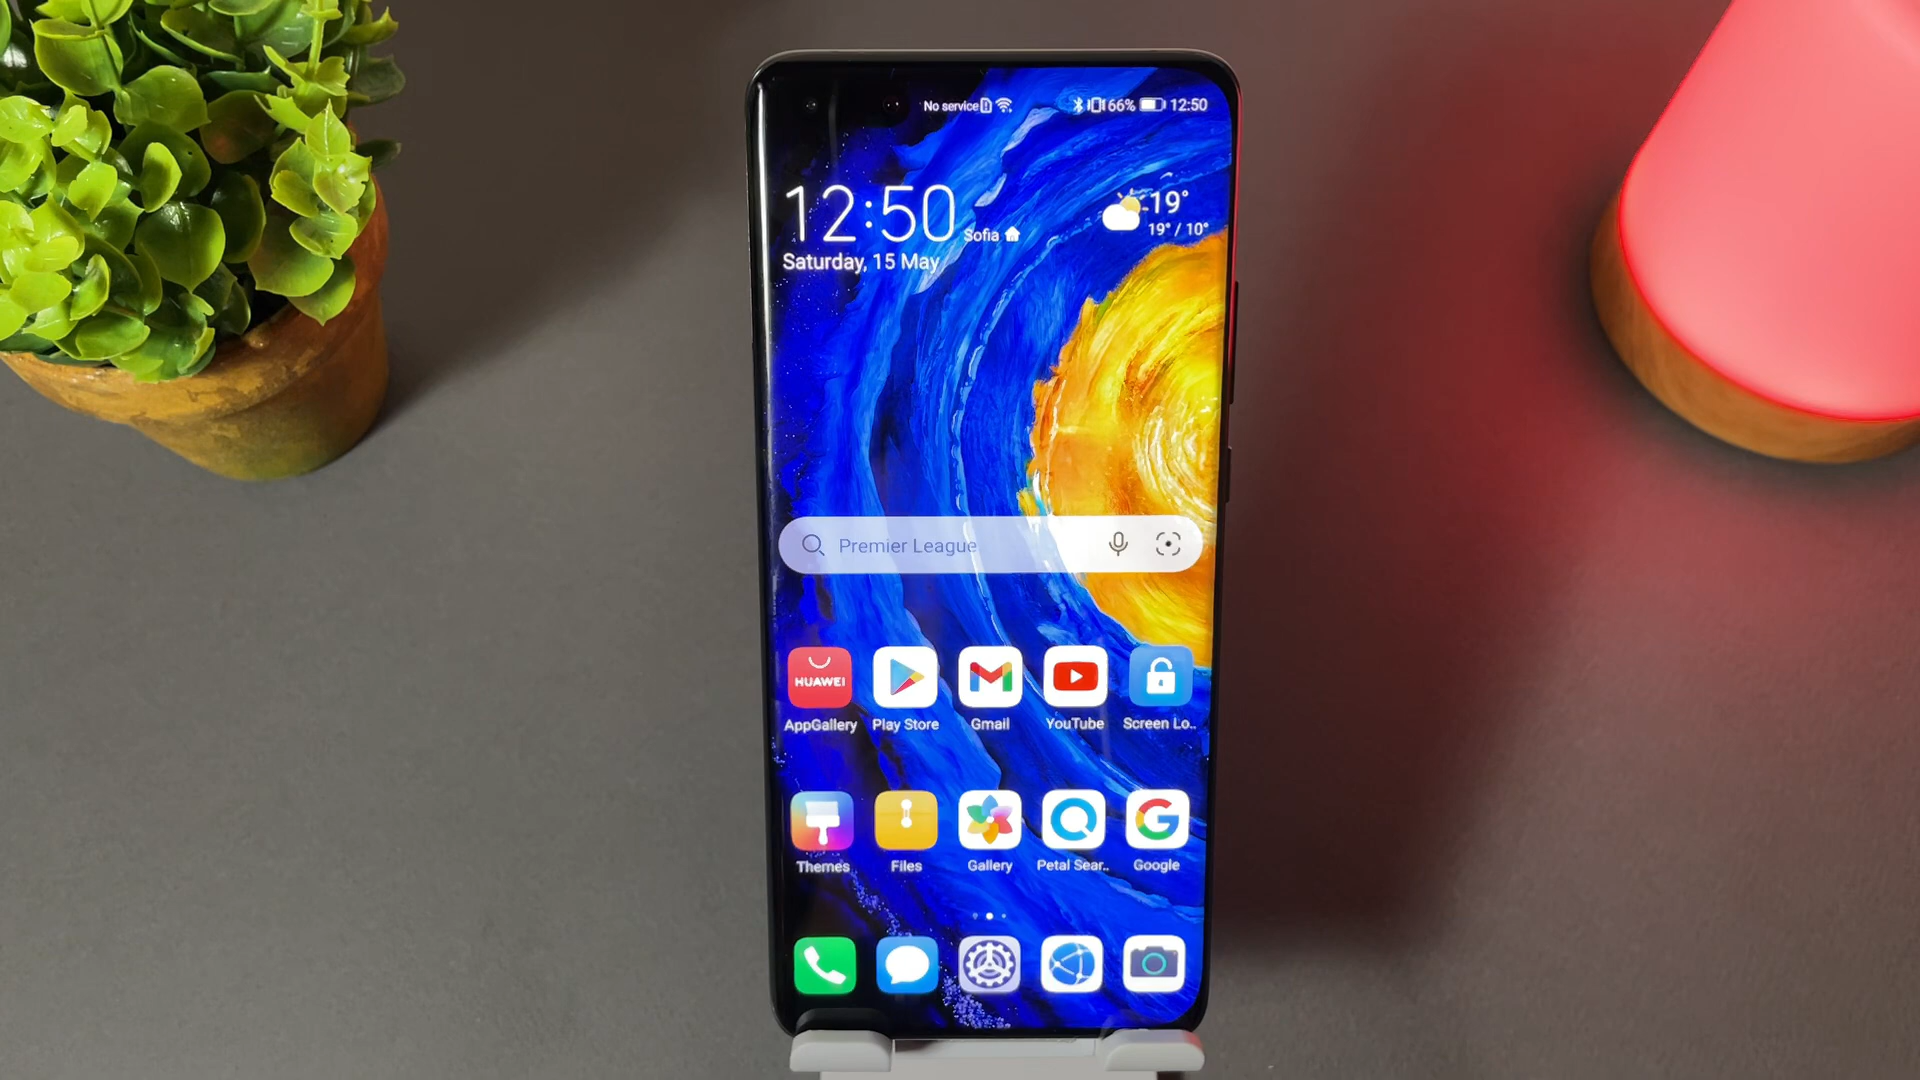 No service 66% 12:50
12:50 Sofia 19°
19° / 10°
Saturday, 15 May
Premier League
HUAWEI
AppGallery Play Store Gmail YouTube Screen Lo..
Themes Files Gallery Petal Sear.. Google